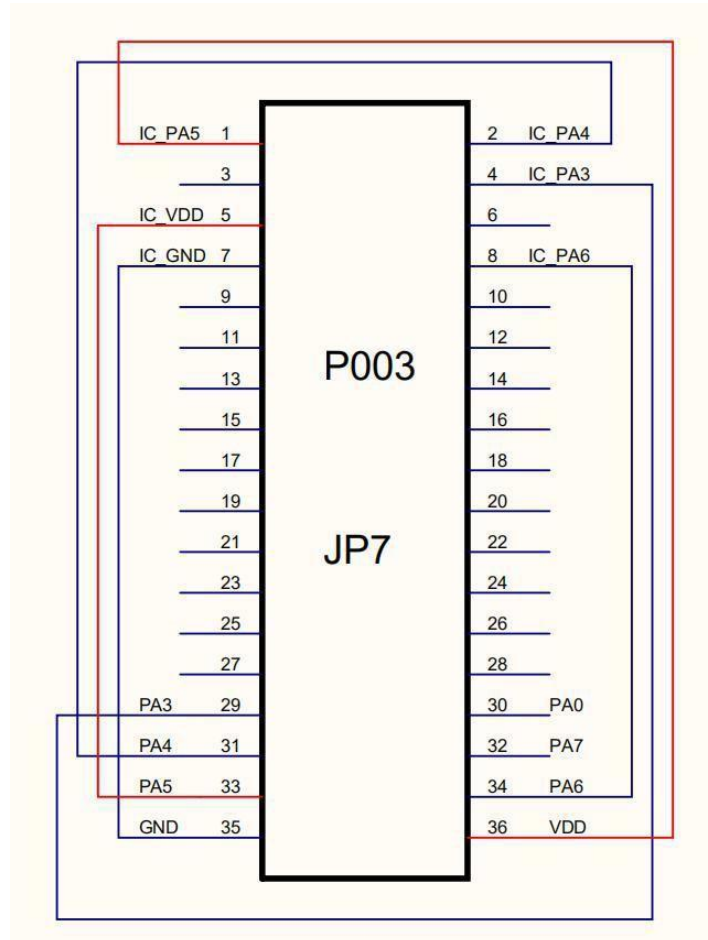 IC_PA5 1 2 IC_PA4
3 4 IC_PA3
IC_VDD 5 6
IC_GND 7 8 IC_PA6
9 10
11 12
P003
13 14
15 16
17 18
19 20
JP7
21 22
23 24
25 26
27 28
PA3 29 30 PA0
PA4 31 32 PA7
PA5 33 34 PA6
GND 35 36 VDD